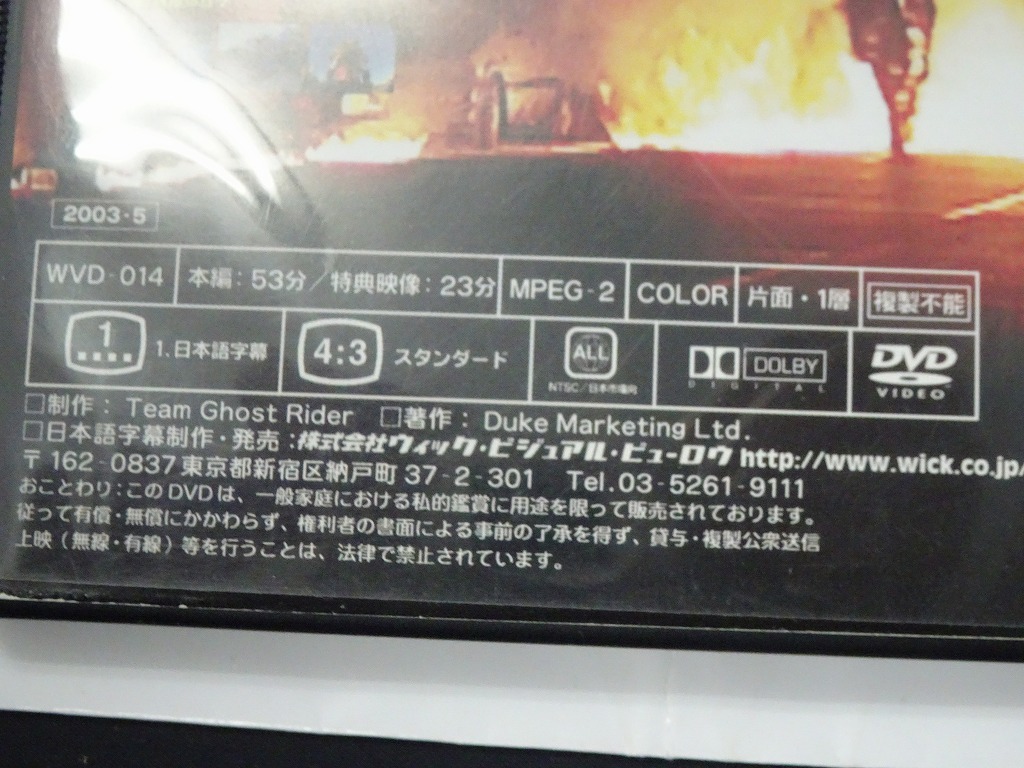 2003・5
WVD-014 本編：53分／特典映像：23分 MPEG-2 COLOR 片面・1層 複製不能
1 1.日本語字幕 4:3 スタンダード ALL NTSC／日本市場向 DOLBY DIGITAL DVD VIDEO
□制作： Team Ghost Rider □著作： Duke Marketing Ltd.
□日本語字幕制作・発売：株式会社ウィック・ビジュアル・ビューロウ http://www.wick.co.jp/
〒162-0837 東京都新宿区納戸町 37-2-301 Tel.03-5261-9111
おことわり：このDVDは、一般家庭における私的鑑賞に用途を限って販売されております。
従って有償・無償にかかわらず、権利者の書面による事前の了承を得ず、貸与・複製公衆送信
上映（無線・有線）等を行うことは、法律で禁止されています。